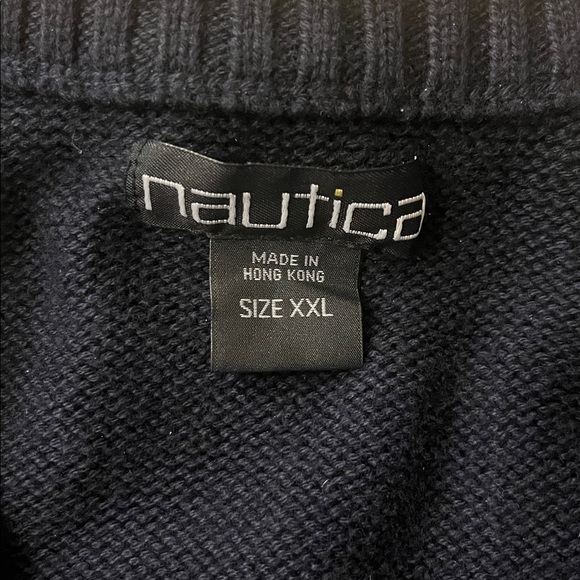 nautica
MADE IN
HONG KONG
SIZE XXL